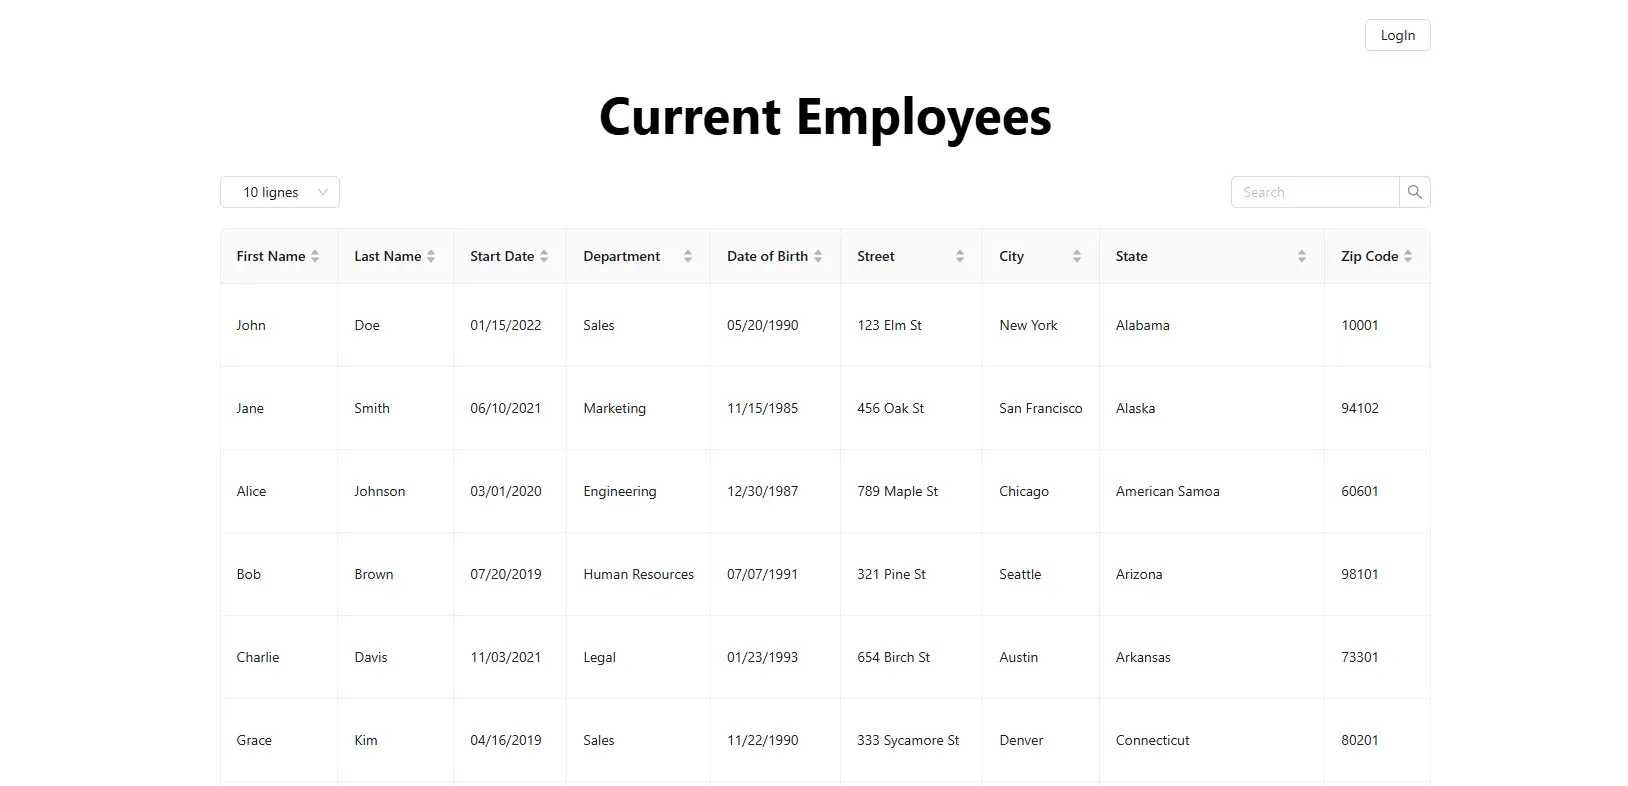 LogIn
Current Employees
10 lignes
Search
First Name Last Name Start Date Department Date of Birth Street City State Zip Code
John Doe 01/15/2022 Sales 05/20/1990 123 Elm St New York Alabama 10001
Jane Smith 06/10/2021 Marketing 11/15/1985 456 Oak St San Francisco Alaska 94102
Alice Johnson 03/01/2020 Engineering 12/30/1987 789 Maple St Chicago American Samoa 60601
Bob Brown 07/20/2019 Human Resources 07/07/1991 321 Pine St Seattle Arizona 98101
Charlie Davis 11/03/2021 Legal 01/23/1993 654 Birch St Austin Arkansas 73301
Grace Kim 04/16/2019 Sales 11/22/1990 333 Sycamore St Denver Connecticut 80201